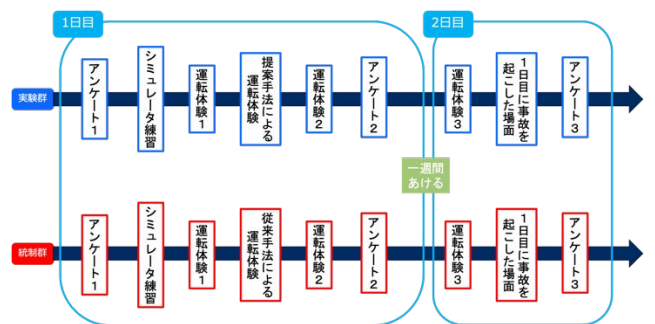 1日目
2日目
実験群
アンケート1
シミュレータ練習
運転体験1
提案手法による
運転体験
運転体験2
アンケート2
運転体験3
1日目に事故を
起こした場面
アンケート3
一週間
あける
統制群
アンケート1
シミュレータ練習
運転体験1
従来手法による
運転体験
運転体験2
アンケート2
運転体験3
1日目に事故を
起こした場面
アンケート3